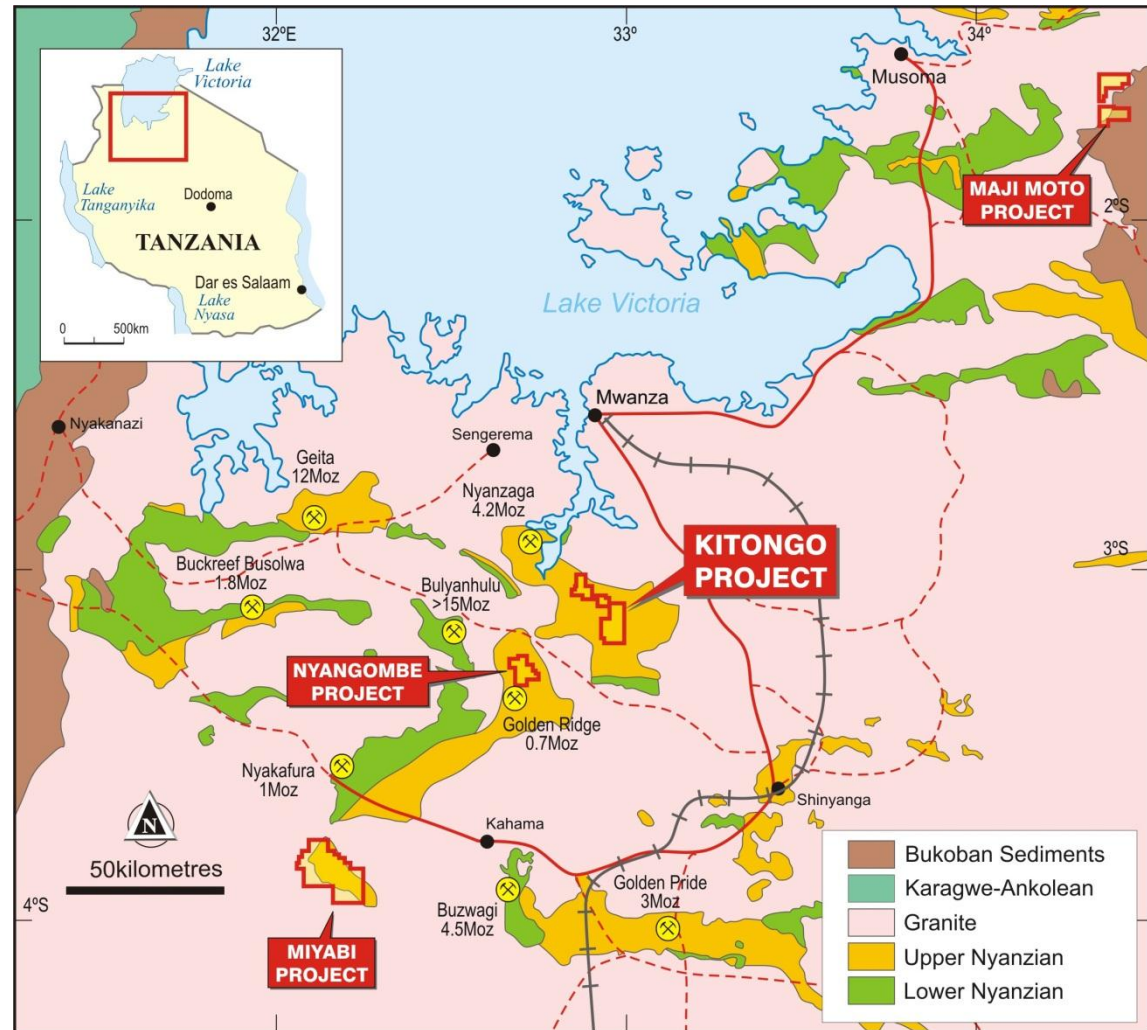 32ºE
33º
34º
Lake
Victoria
Lake
Tanganyika
Dodoma
TANZANIA
Dar es Salaam
Lake
Nyasa
0
500km
Musoma
MAJI MOTO
PROJECT
2ºS
Lake Victoria
Mwanza
Nyakanazi
Sengerema
Geita
12Moz
Nyanzaga
4.2Moz
KITONGO
PROJECT
3ºS
Buckreef Busolwa
1.8Moz
Bulyanhulu
>15Moz
NYANGOMBE
PROJECT
Golden Ridge
0.7Moz
Nyakafura
1Moz
Shinyanga
N
50kilometres
Kahama
Golden Pride
3Moz
Buzwagi
4.5Moz
4ºS
MIYABI
PROJECT
Bukoban Sediments
Karagwe-Ankolean
Granite
Upper Nyanzian
Lower Nyanzian